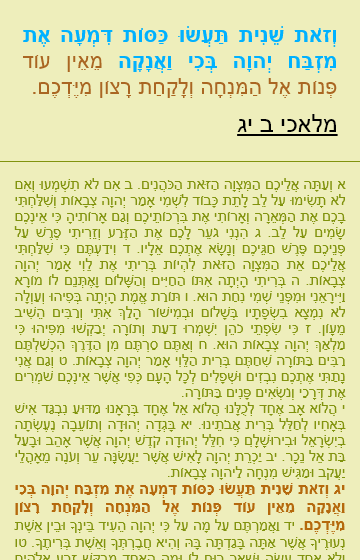 וְזֹאת שֵׁנִית תַּעֲשׂוּ כַּסּוֹת דִּמְעָה אֶת
מִזְבַּח יְהוָה בְּכִי וַאֲנָקָה מֵאֵין עוֹד
פְּנוֹת אֶל הַמִּנְחָה וְלָקַחַת רָצוֹן מִיֶּדְכֶם.
מלאכי ב יג
א וְעַתָּה אֲלֵיכֶם הַמִּצְוָה הַזֹּאת הַכֹּהֲנִים. ב אִם לֹא תִשְׁמְעוּ וְאִם
לֹא תָשִׂימוּ עַל לֵב לָתֵת כָּבוֹד לִשְׁמִי אָמַר יְהוָה צְבָאוֹת וְשִׁלַּחְתִּי
בָכֶם אֶת הַמְּאֵרָה וְאָרוֹתִי אֶת בִּרְכוֹתֵיכֶם וְגַם אָרוֹתִיהָ כִּי אֵינְכֶם
שָׂמִים עַל לֵב. ג הִנְנִי גֹעֵר לָכֶם אֶת הַזֶּרַע וְזֵרִיתִי פֶרֶשׁ עַל
פְּנֵיכֶם פֶּרֶשׁ חַגֵּיכֶם וְנָשָׂא אֶתְכֶם אֵלָיו. ד וִידַעְתֶּם כִּי שִׁלַּחְתִּי
אֲלֵיכֶם אֵת הַמִּצְוָה הַזֹּאת לִהְיוֹת בְּרִיתִי אֶת לֵוִי אָמַר יְהוָה
צְבָאוֹת. ה בְּרִיתִי הָיְתָה אִתּוֹ הַחַיִּים וְהַשָּׁלוֹם וָאֶתְּנֵם לוֹ מוֹרָא
וַיִּירָאֵנִי וּמִפְּנֵי שְׁמִי נִחַת הוּא. ו תּוֹרַת אֱמֶת הָיְתָה בְּפִיהוּ וְעַוְלָה
לֹא נִמְצָא בִשְׂפָתָיו בְּשָׁלוֹם וּבְמִישׁוֹר הָלַךְ אִתִּי וְרַבִּים הֵשִׁיב
מֵעָוֹן. ז כִּי שִׂפְתֵי כֹהֵן יִשְׁמְרוּ דַעַת וְתוֹרָה יְבַקְשׁוּ מִפִּיהוּ כִּי
מַלְאַךְ יְהוָה צְבָאוֹת הוּא. ח וְאַתֶּם סַרְתֶּם מִן הַדֶּרֶךְ הִכְשַׁלְתֶּם
רַבִּים בַּתּוֹרָה שִׁחַתֶּם בְּרִית הַלֵּוִי אָמַר יְהוָה צְבָאוֹת. ט וְגַם אֲנִי
נָתַתִּי אֶתְכֶם נִבְזִים וּשְׁפָלִים לְכָל הָעָם כְּפִי אֲשֶׁר אֵינְכֶם שֹׁמְרִים
אֶת דְּרָכַי וְנֹשְׂאִים פָּנִים בַּתּוֹרָה.
י הֲלוֹא אָב אֶחָד לְכֻלָּנוּ הֲלוֹא אֵל אֶחָד בְּרָאָנוּ מַדּוּעַ נִבְגַּד אִישׁ
בְּאָחִיו לְחַלֵּל בְּרִית אֲבֹתֵינוּ. יא בָּגְדָה יְהוּדָה וְתוֹעֵבָה נֶעֶשְׂתָה
בְיִשְׂרָאֵל וּבִירוּשָׁלִָם כִּי חִלֵּל יְהוּדָה קֹדֶשׁ יְהוָה אֲשֶׁר אָהֵב וּבָעַל
בַּת אֵל נֵכָר. יב יַכְרֵת יְהוָה לָאִישׁ אֲשֶׁר יַעֲשֶׂנָּה עֵר וְעֹנֶה מֵאָהֳלֵי
יַעֲקֹב וּמַגִּישׁ מִנְחָה לַיהוָה צְבָאוֹת.
יג וְזֹאת שֵׁנִית תַּעֲשׂוּ כַּסּוֹת דִּמְעָה אֶת מִזְבַּח יְהוָה בְּכִי
וַאֲנָקָה מֵאֵין עוֹד פְּנוֹת אֶל הַמִּנְחָה וְלָקַחַת רָצוֹן
מִיֶּדְכֶם. יד וַאֲמַרְתֶּם עַל מָה עַל כִּי יְהוָה הֵעִיד בֵּינְךָ וּבֵין אֵשֶׁת
נְעוּרֶיךָ אֲשֶׁר אַתָּה בָּגַדְתָּה בָּהּ וְהִיא חֲבֶרְתְּךָ וְאֵשֶׁת בְּרִיתֶךָ. טו
וְלֹא אֶחָד עָשָׂה וּשְׁאָר רוּחַ לוֹ וּמָה הָאֶחָד מְבַקֵּשׁ זֶרַע אֱלֹהִים